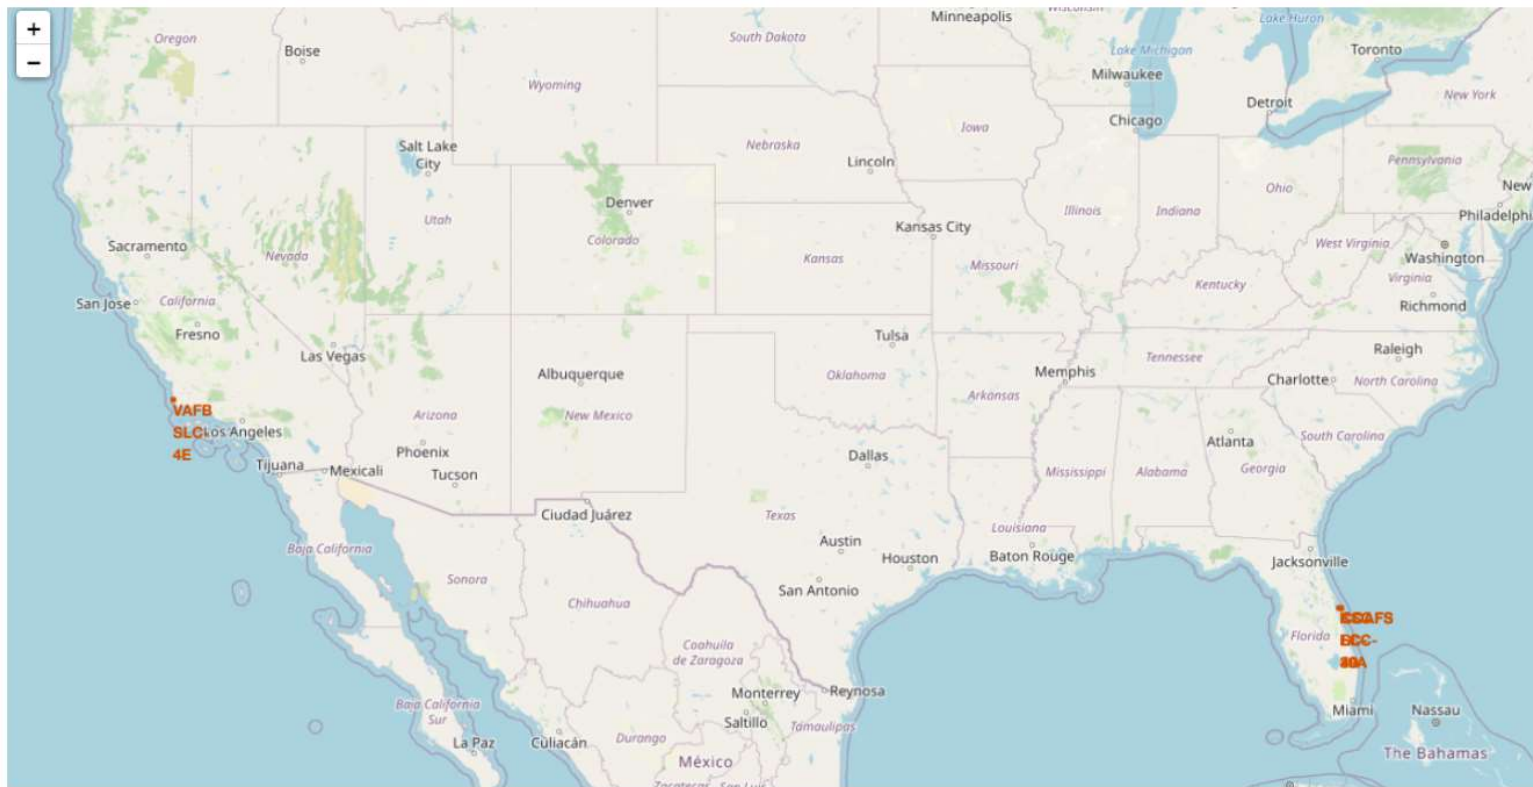 +
−
Minneapolis
Wisconsin
Lake Huron
Oregon
Boise
South Dakota
Lake Michigan
Toronto
Milwaukee
Wyoming
New York
Detroit
Chicago
Iowa
Salt Lake
City
Nebraska
Lincoln
Pennsylvania
Ohio
New
Denver
Utah
Illinois
Indiana
Philadelphi
Kansas City
Sacramento
Colorado
Nevada
Kansas
Missouri
West Virginia
Washington
Virginia
Kentucky
San Jose
California
Richmond
Fresno
Las Vegas
Tulsa
Raleigh
Tennessee
Albuquerque
Oklahoma
Memphis
Charlotte
North Carolina
Arkansas
VAFB
SLC-
4E
Los Angeles
Arizona
New Mexico
Phoenix
Atlanta
South Carolina
Tijuana
Mexicali
Tucson
Dallas
Mississippi
Alabama
Georgia
Ciudad Juárez
Texas
Louisiana
Austin
Houston
Baton Rouge
Baja California
Jacksonville
Sonora
San Antonio
Chihuahua
Florida
Coahuila
de Zaragoza
Monterrey
Reynosa
Baja California
Sur
Saltillo
Tamaulipas
Miami
Nassau
La Paz
Culiacán
Durango
México
The Bahamas
Zacatecas
San Luis